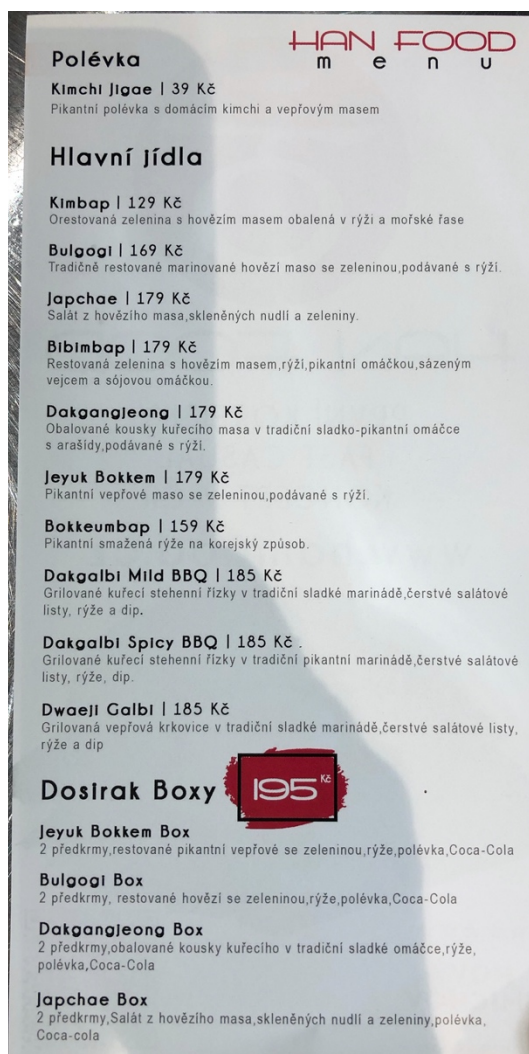 HAN FOOD
menu
Polévka
Kimchi Jigae | 39 Kč
Pikantní polévka s domácím kimchi a vepřovým masem
Hlavní jídla
Kimbap | 129 Kč
Orestovaná zelenina s hovězím masem obalená v rýži a mořské řase
Bulgogi | 169 Kč
Tradičně restované marinované hovězí maso se zeleninou,podávané s rýží.
Japchae | 179 Kč
Salát z hovězího masa,skleněných nudlí a zeleniny.
Bibimbap | 179 Kč
Restovaná zelenina s hovězím masem,rýží,pikantní omáčkou,sázeným
vejcem a sójovou omáčkou.
Dakgangjeong | 179 Kč
Obalované kousky kuřecího masa v tradiční sladko-pikantní omáčce
s arašídy,podávané s rýží.
Jeyuk Bokkem | 179 Kč
Pikantní vepřové maso se zeleninou,podávané s rýží.
Bokkeumbap | 159 Kč
Pikantní smažená rýže na korejský způsob.
Dakgalbi Mild BBQ | 185 Kč
Grilované kuřecí stehenní řízky v tradiční sladké marinádě,čerstvé salátové
listy, rýže a dip.
Dakgalbi Spicy BBQ | 185 Kč .
Grilované kuřecí stehenní řízky v tradiční pikantní marinádě,čerstvé salátové
listy, rýže, dip.
Dwaeji Galbi | 185 Kč
Grilovaná vepřová krkovice v tradiční sladké marinádě,čerstvé salátové listy,
rýže a dip
Dosirak Boxy 195 Kč
Jeyuk Bokkem Box
2 předkrmy,restované pikantní vepřové se zeleninou,rýže,polévka,Coca-Cola
Bulgogi Box
2 předkrmy, restované hovězí se zeleninou,rýže,polévka,Coca-Cola
Dakgangjeong Box
2 předkrmy,obalované kousky kuřecího v tradiční sladké omáčce,rýže,
polévka,Coca-Cola
Japchae Box
2 předkrmy,Salát z hovězího masa,skleněných nudlí a zeleniny,polévka,
Coca-cola